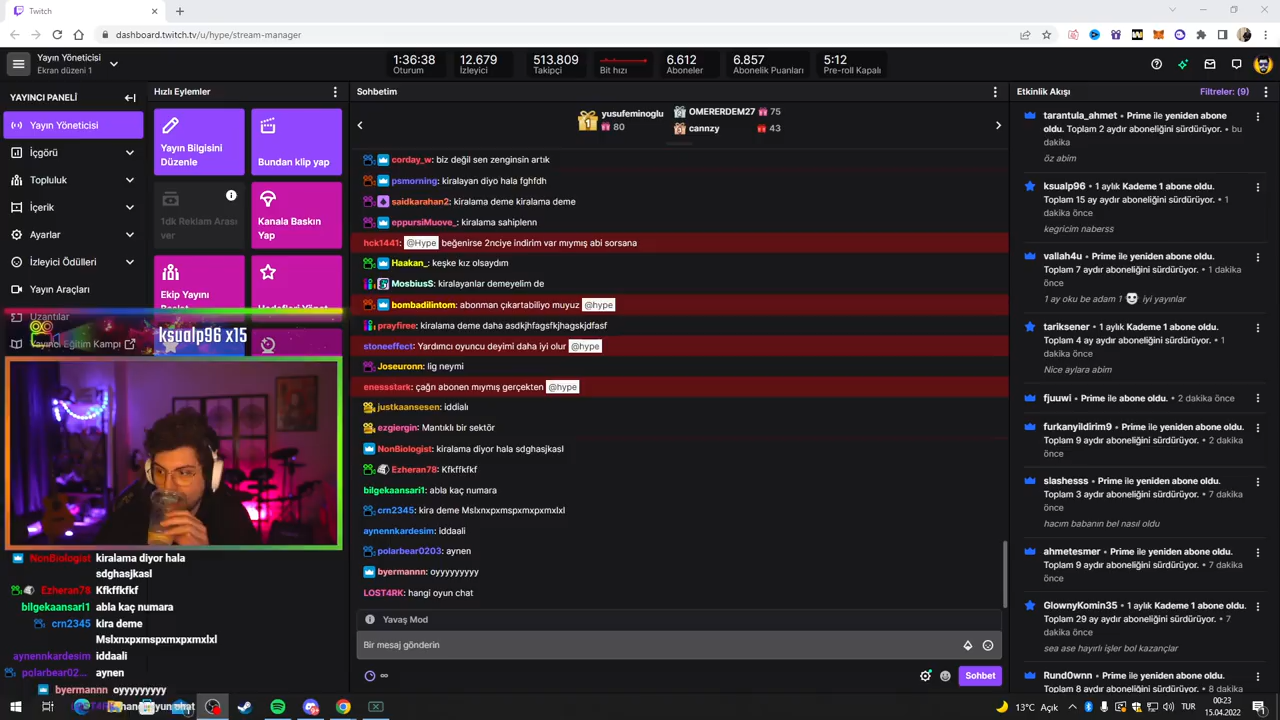 Twitch
dashboard.twitch.tv/u/hype/stream-manager
Yayın Yöneticisi
Ekran düzeni 1
1:36:38
Oturum
12.679
İzleyici
513.809
Takipçi
Bit hızı
6.612
Aboneler
6.857
Abonelik Puanları
5:12
Pre-roll Kapalı
YAYINCI PANELİ
Yayın Yöneticisi
İçgörü
Topluluk
İçerik
Ayarlar
İzleyici Ödülleri
Yayın Araçları
Uzantılar
Yayıncı Eğitim Kampı
Hızlı Eylemler
Yayın Bilgisini
Düzenle
Bundan klip yap
1dk Reklam Arası
ver
Kanala Baskın
Yap
Ekip Yayını
ksualp96 x15
Sohbetim
1
yusufeminoglu
80
OMERERDEM27 75
cannzy 43
corday_w: biz değil sen zenginsin artık
psmorning: kiralayan diyo hala fghfdh
saidkarahan2: kiralama deme kiralama deme
eppursiMuove_: kiralama sahiplenn
hck1441: @Hype beğenirse 2nciye indirim var mıymış abi sorsana
Haakan_: keşke kız olsaydım
MosbiusS: kiralayanlar demeyelim de
bombadilintom: abonman çıkartabiliyo muyuz @hype
prayfiree: kiralama deme daha asdkjhfagsfkjhagskjdfasf
stoneeffect: Yardımcı oyuncu deyimi daha iyi olur @hype
Joseuronn: lig neymi
enessstark: çağrı abonen mıymış gerçekten @hype
justkaansesen: iddialı
ezgiergin: Mantıklı bir sektör
NonBiologist: kiralama diyor hala sdghasjkasl
Ezheran78: Kfkffkfkf
bilgekaansari1: abla kaç numara
crn2345: kira deme Mslxnxpxmspxmxpxmxlxl
aynennkardesim: iddaali
polarbear0203: aynen
byermannn: oyyyyyyyyy
LOST4RK: hangi oyun chat
Yavaş Mod
Bir mesaj gönderin
∞
Sohbet
Etkinlik Akışı
Filtreler: (9)
tarantula_ahmet • Prime ile yeniden abone
oldu. Toplam 2 aydır aboneliğini sürdürüyor. • bu
dakika
öz abim
ksualp96 • 1 aylık Kademe 1 abone oldu.
Toplam 15 ay aydır aboneliğini sürdürüyor. • 1
dakika önce
kegricim naberss
vallah4u • Prime ile yeniden abone oldu.
Toplam 7 aydır aboneliğini sürdürüyor. • 1 dakika
önce
1 ay oku be adam 1 iyi yayinlar
tariksener • 1 aylık Kademe 1 abone oldu.
Toplam 4 ay aydır aboneliğini sürdürüyor. • 1
dakika önce
Nice aylara abim
fjuuwi • Prime ile abone oldu. • 2 dakika önce
furkanyildirim9 • Prime ile yeniden abone oldu.
Toplam 9 aydır aboneliğini sürdürüyor. • 2 dakika
önce
slashesss • Prime ile yeniden abone oldu.
Toplam 3 aydır aboneliğini sürdürüyor. • 7 dakika
önce
hacım babanın bel nasıl oldu
ahmetesmer • Prime ile yeniden abone oldu.
Toplam 9 aydır aboneliğini sürdürüyor. • 7 dakika
önce
GlownyKomin35 • 1 aylık Kademe 1 abone oldu.
Toplam 29 ay aydır aboneliğini sürdürüyor. • 7
dakika önce
sea ase hayırlı işler bol kazançlar
Rund0wnn • Prime ile yeniden abone oldu.
Toplam 8 aydır aboneliğini sürdürüyor. • 8 dakika
NonBiologist kiralama diyor hala
sdghasjkasl
Ezheran78 Kfkffkfkf
bilgekaansari1 abla kaç numara
crn2345 kira deme
Mslxnxpxmspxmxpxmxlxl
aynennkardesim iddaali
polarbear02... aynen
byermannn oyyyyyyyyy
13°C Açık
TUR
00:23
15.04.2022